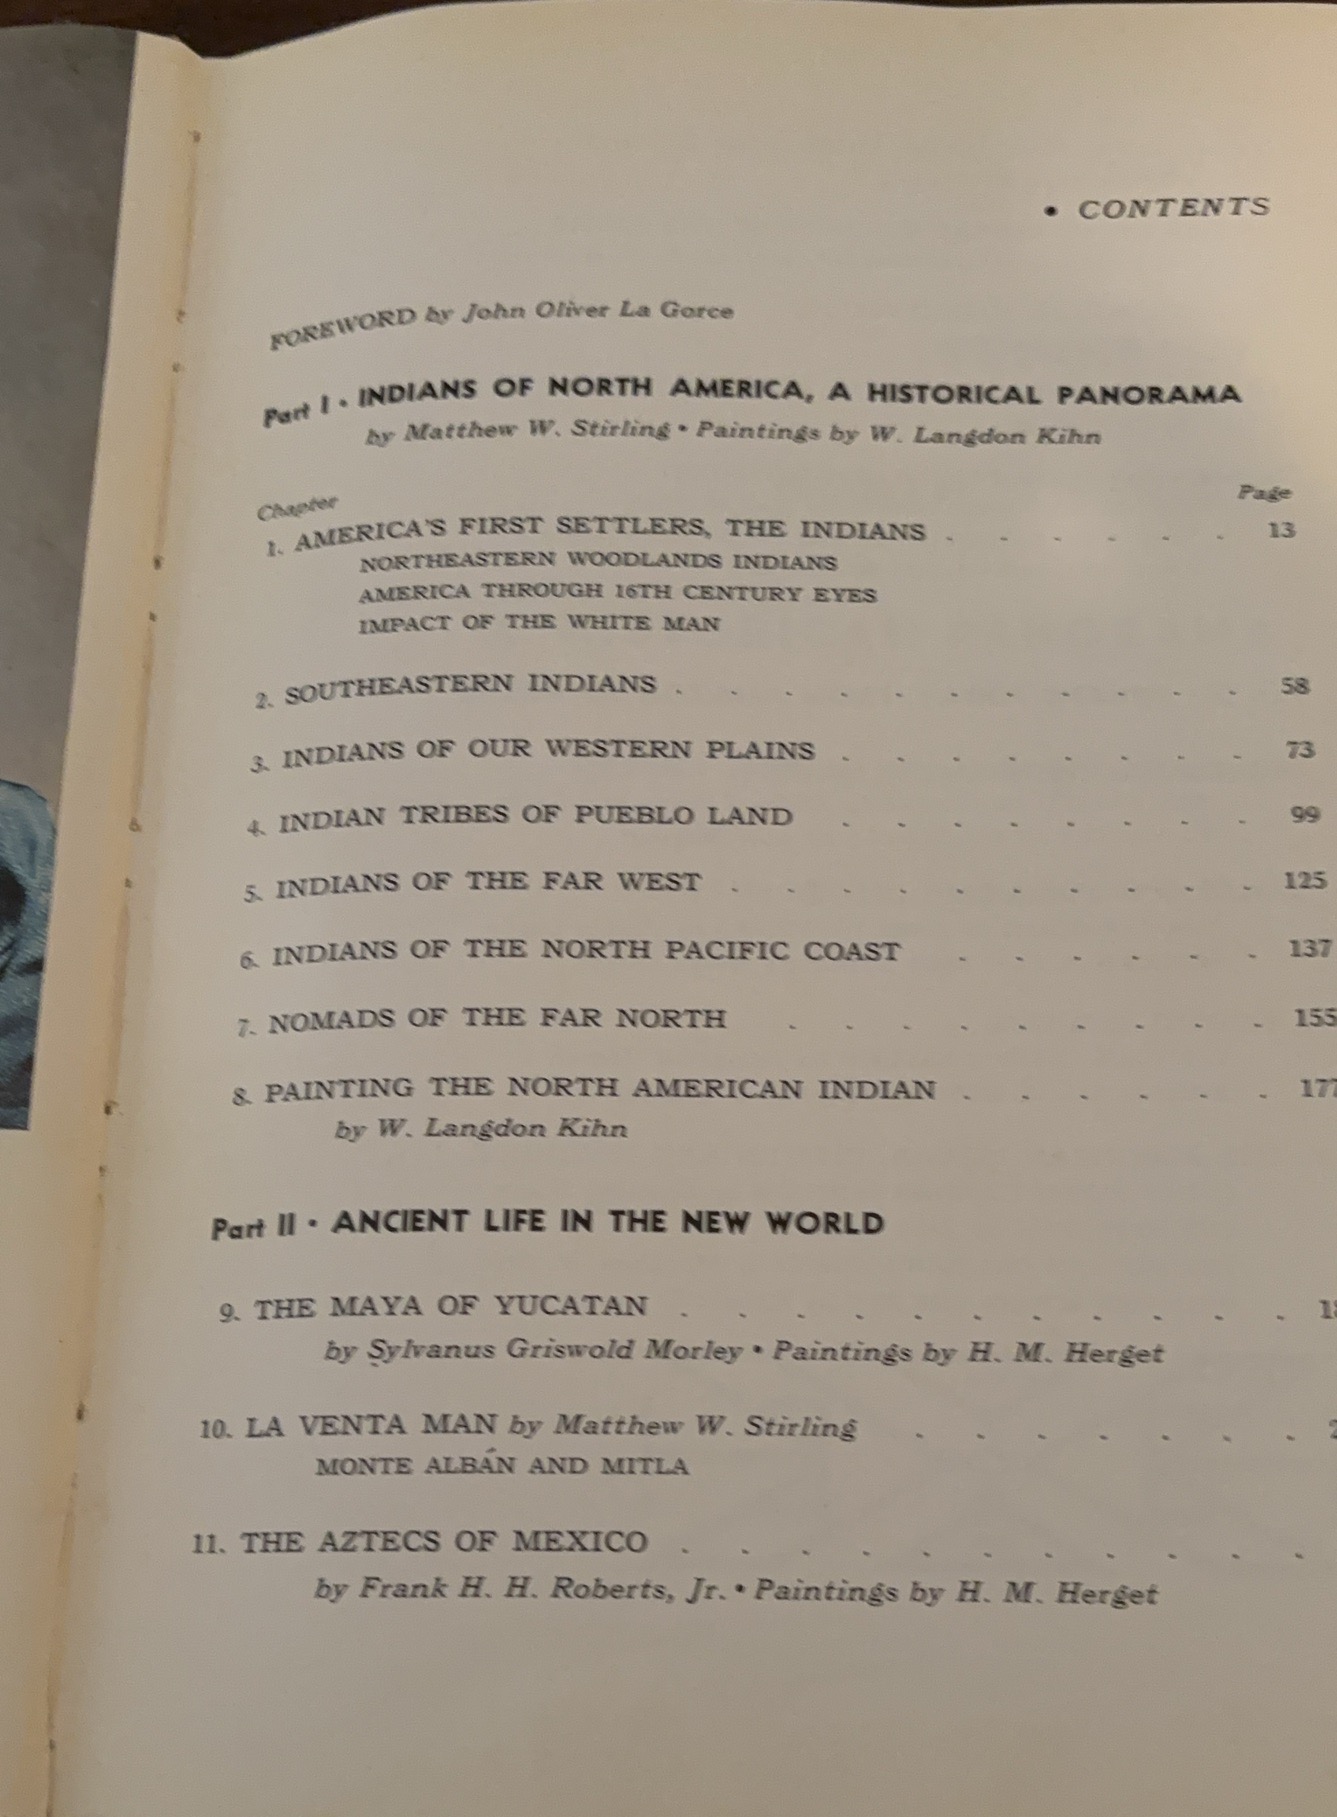 • CONTENTS
FOREWORD by John Oliver La Gorce
Part I • INDIANS OF NORTH AMERICA, A HISTORICAL PANORAMA
by Matthew W. Stirling • Paintings by W. Langdon Kihn
Chapter Page
1. AMERICA'S FIRST SETTLERS, THE INDIANS . . . . . . 13
NORTHEASTERN WOODLANDS INDIANS
AMERICA THROUGH 16TH CENTURY EYES
IMPACT OF THE WHITE MAN
2. SOUTHEASTERN INDIANS . . . . . . . . . . . 58
3. INDIANS OF OUR WESTERN PLAINS . . . . . . . . 73
4. INDIAN TRIBES OF PUEBLO LAND . . . . . . . . 99
5. INDIANS OF THE FAR WEST . . . . . . . . . . 125
6. INDIANS OF THE NORTH PACIFIC COAST . . . . . . 137
7. NOMADS OF THE FAR NORTH . . . . . . . . . 155
8. PAINTING THE NORTH AMERICAN INDIAN . . . . . . 177
by W. Langdon Kihn
Part II • ANCIENT LIFE IN THE NEW WORLD
9. THE MAYA OF YUCATAN . . . . . . . . . . .
by Sylvanus Griswold Morley • Paintings by H. M. Herget
10. LA VENTA MAN by Matthew W. Stirling . . . . . . .
MONTE ALBÁN AND MITLA
11. THE AZTECS OF MEXICO . . . . . . . . . . .
by Frank H. H. Roberts, Jr. • Paintings by H. M. Herget